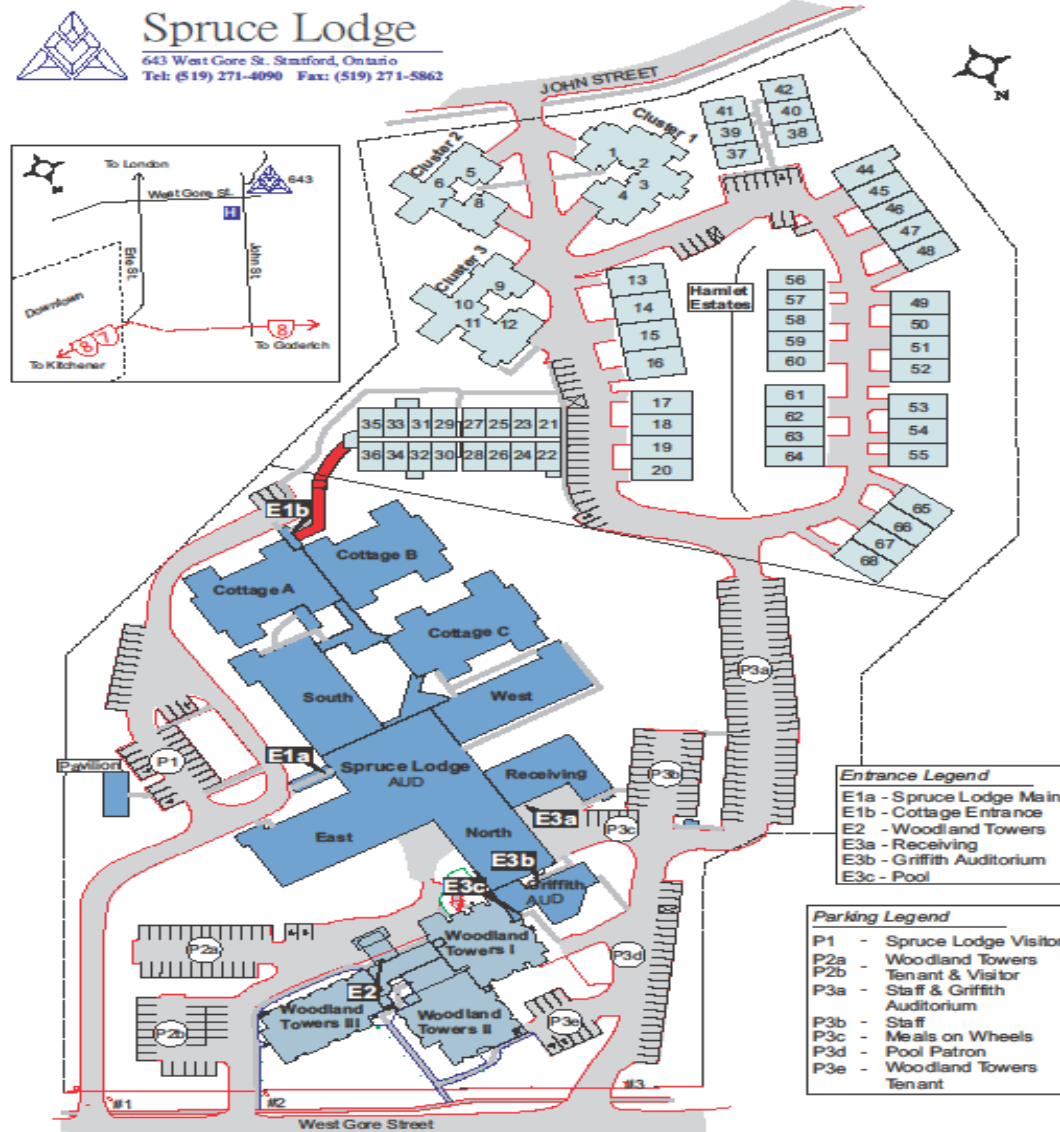 Spruce Lodge
643 West Gore St. Stratford, Ontario
Tel: (519) 271-4090 Fax: (519) 271-5862
N
To London
643
West Gore St.
H
Erie St.
John St.
Downtown
8 7
8
To Kitchener
To Goderich
N
JOHN STREET
Cluster 1
1
2
3
4
Cluster 2
5
6
7
8
Cluster 3
9
10
11
12
41
39
37
42
40
38
44
45
46
47
48
Hamlet
Estates
13
14
15
16
17
18
19
20
56
57
58
59
60
61
62
63
64
49
50
51
52
53
54
55
65
66
67
68
35 33 31 29 27 25 23 21
36 34 32 30 28 26 24 22
E1b
Cottage B
Cottage A
Cottage C
South
West
P3a
Pavilion
P1
E1a
Spruce Lodge
AUD
Receiving
P3b
East
North
E3a
P3c
E3b
E3c
Griffith
AUD
Woodland
Towers I
P3d
P2a
E2
Woodland
Towers III
Woodland
Towers II
P3e
P2b
#1
#2
#3
West Gore Street
Entrance Legend
E1a - Spruce Lodge Main
E1b - Cottage Entrance
E2 - Woodland Towers
E3a - Receiving
E3b - Griffith Auditorium
E3c - Pool
Parking Legend
P1 - Spruce Lodge Visitor
P2a - Woodland Towers
P2b Tenant & Visitor
P3a - Staff & Griffith
Auditorium
P3b - Staff
P3c - Meals on Wheels
P3d - Pool Patron
P3e - Woodland Towers
Tenant